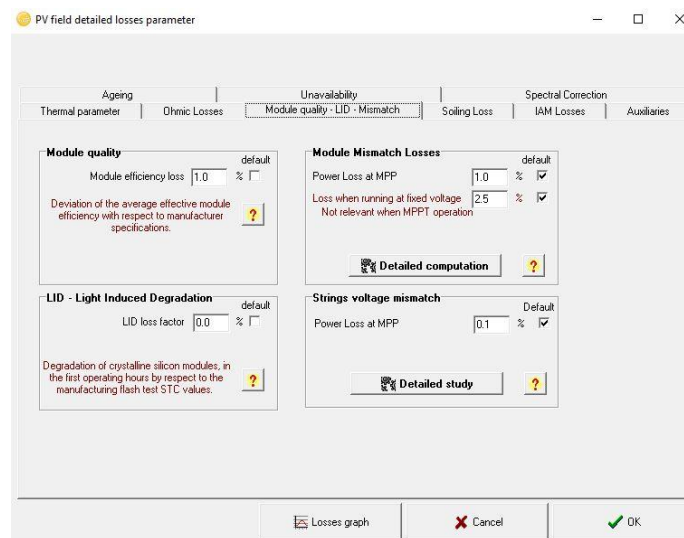 PV field detailed losses parameter
Ageing Unavailability Spectral Correction
Thermal parameter Ohmic Losses Module quality - LID - Mismatch Soiling Loss IAM Losses Auxiliaries
Module quality
default
Module efficiency loss 1.0 %
Deviation of the average effective module
efficiency with respect to manufacturer
specifications.
?
Module Mismatch Losses
default
Power Loss at MPP 1.0 %
Loss when running at fixed voltage 2.5 %
Not relevant when MPPT operation
Detailed computation ?
LID - Light Induced Degradation
default
LID loss factor 0.0 %
Degradation of crystalline silicon modules, in
the first operating hours by respect to the
manufacturing flash test STC values.
?
Strings voltage mismatch
Default
Power Loss at MPP 0.1 %
Detailed study ?
Losses graph Cancel OK